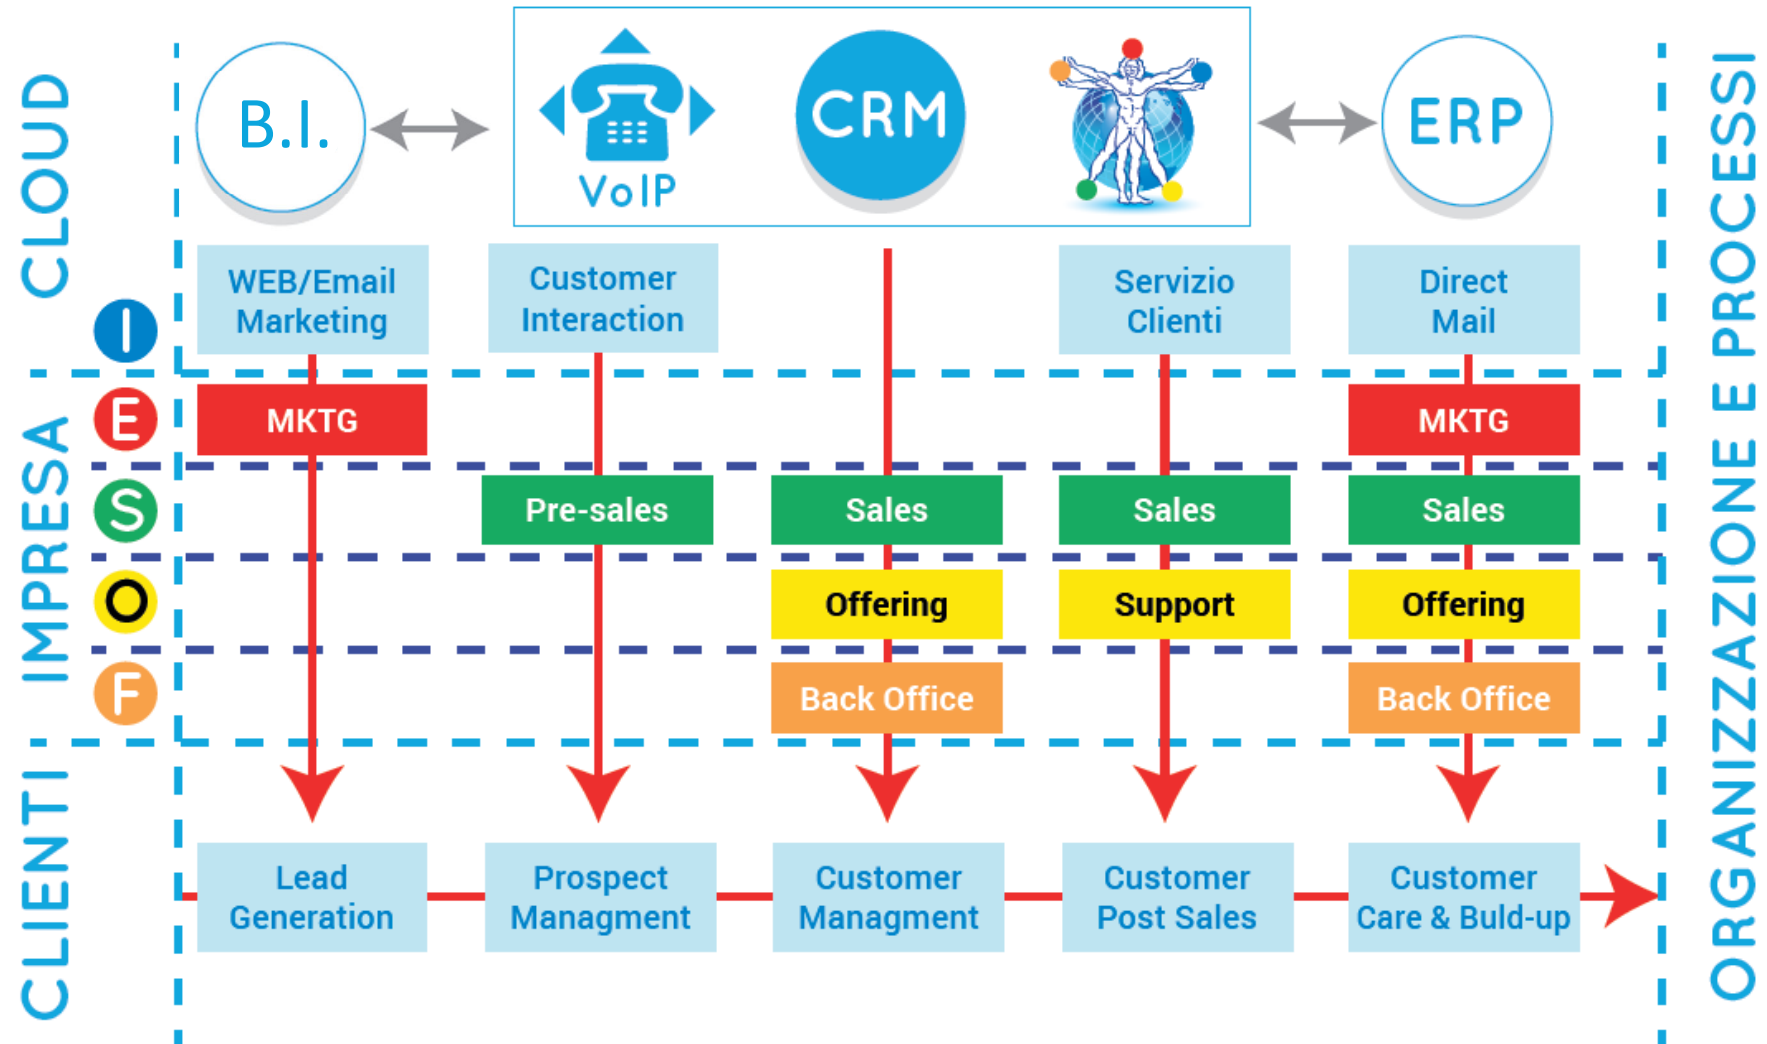 CLOUD
IMPRESA
CLIENTI
ORGANIZZAZIONE E PROCESSI
B.I.
VoIP
CRM
ERP
WEB/Email
Marketing
Customer
Interaction
Servizio
Clienti
Direct
Mail
I
E
MKTG
MKTG
S
Pre-sales
Sales
Sales
Sales
O
Offering
Support
Offering
F
Back Office
Back Office
Lead
Generation
Prospect
Managment
Customer
Managment
Customer
Post Sales
Customer
Care & Buld-up